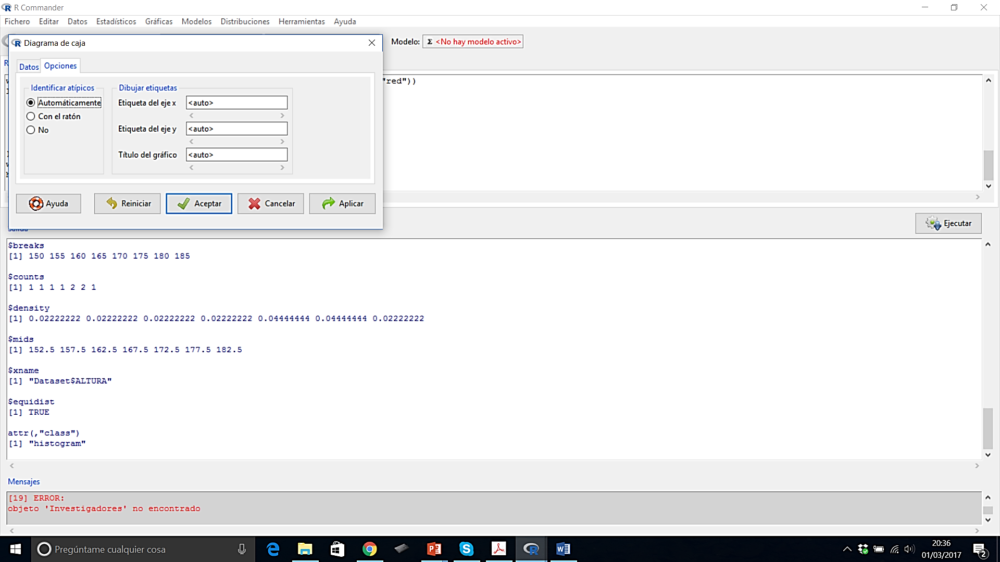 R Commander
Fichero Editar Datos Estadísticos Gráficas Modelos Distribuciones Herramientas Ayuda
Diagrama de caja
Modelo: Σ <No hay modelo activo>
Datos Opciones
"red"))
Identificar atípicos
Automáticamente
Con el ratón
No
Dibujar etiquetas
Etiqueta del eje x <auto>
Etiqueta del eje y <auto>
Título del gráfico <auto>
Ayuda Reiniciar Aceptar Cancelar Aplicar
Ejecutar
$breaks
[1] 150 155 160 165 170 175 180 185
$counts
[1] 1 1 1 1 2 2 1
$density
[1] 0.02222222 0.02222222 0.02222222 0.02222222 0.04444444 0.04444444 0.02222222
$mids
[1] 152.5 157.5 162.5 167.5 172.5 177.5 182.5
$xname
[1] "Dataset$ALTURA"
$equidist
[1] TRUE
attr(,"class")
[1] "histogram"
Mensajes
[19] ERROR:
objeto 'Investigadores' no encontrado
Pregúntame cualquier cosa
20:36
01/03/2017
2